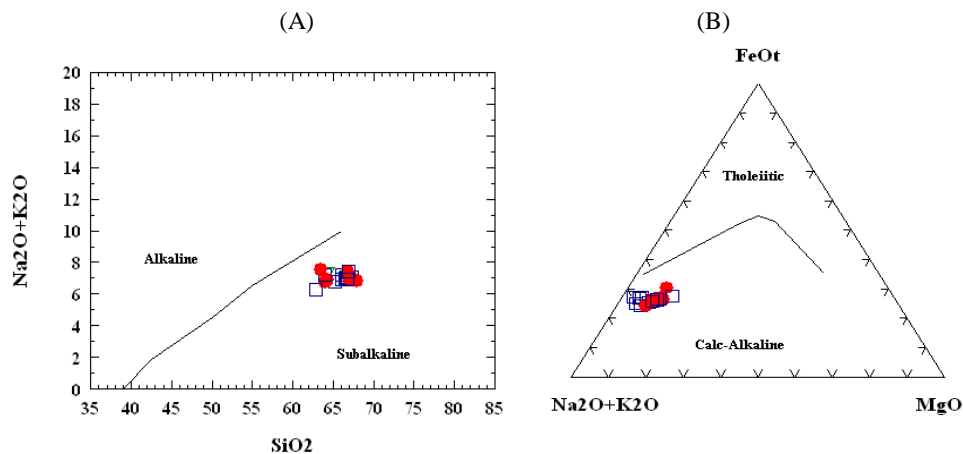 (A)
(B)
20
18
16
14
12
10
8
6
4
2
0
Na2O+K2O
Alkaline
Subalkaline
35 40 45 50 55 60 65 70 75 80 85
SiO2
FeOt
Tholeiitic
Calc-Alkaline
Na2O+K2O
MgO